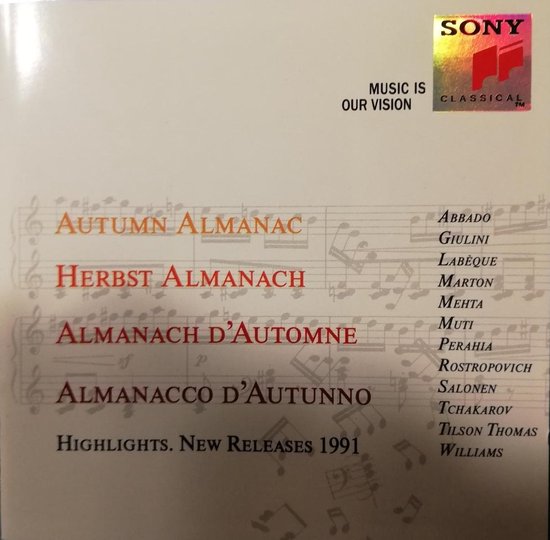 SONY
CLASSICAL™
MUSIC IS
OUR VISION
AUTUMN ALMANAC
HERBST ALMANACH
ALMANACH D'AUTOMNE
ALMANACCO D'AUTUNNO
HIGHLIGHTS. NEW RELEASES 1991
ABBADO
GIULINI
LABÈQUE
MARTON
MEHTA
MUTI
PERAHIA
ROSTROPOVICH
SALONEN
TCHAKAROV
TILSON THOMAS
WILLIAMS